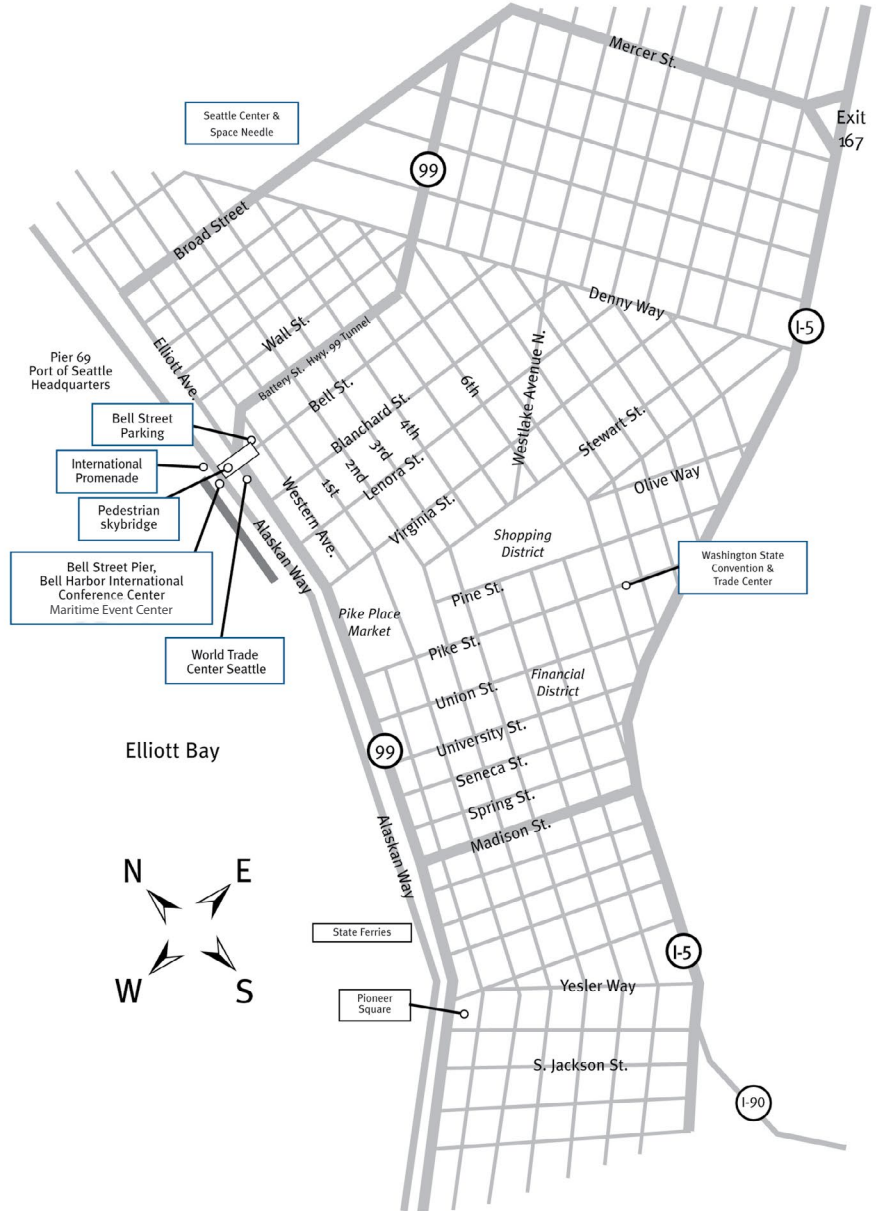 Mercer St.
Seattle Center &
Space Needle
Exit
167
99
Broad Street
Denny Way
I-5
Wall St.
Battery St. Hwy. 99 Tunnel
Elliott Ave.
Pier 69
Port of Seattle
Headquarters
Bell St.
Westlake Avenue N.
6th
Blanchard St.
4th
3rd
2nd
1st
Lenora St.
Stewart St.
Bell Street
Parking
International
Promenade
Pedestrian
skybridge
Olive Way
Western Ave.
Virginia St.
Alaskan Way
Shopping
District
Bell Street Pier,
Bell Harbor International
Conference Center
Maritime Event Center
Washington State
Convention &
Trade Center
Pine St.
Pike Place
Market
World Trade
Center Seattle
Pike St.
Financial
District
Union St.
University St.
Elliott Bay
99
Seneca St.
Spring St.
Madison St.
Alaskan Way
N
E
W
S
State Ferries
I-5
Yesler Way
Pioneer
Square
S. Jackson St.
I-90